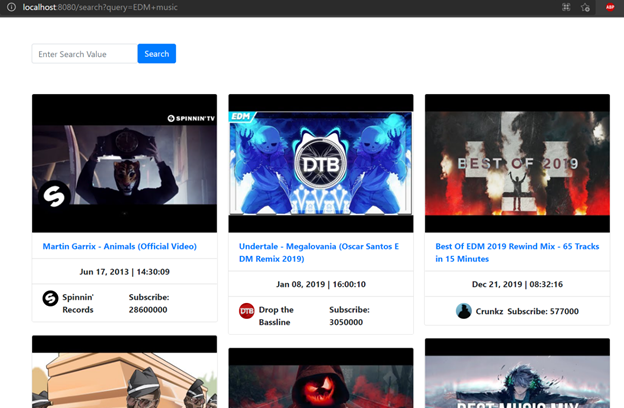 localhost:8080/search?query=EDM+music
ABP
Enter Search Value
Search
SPINNIN'TV
EDM
DTB
BEST OF 2019
Martin Garrix - Animals (Official Video)
Undertale - Megalovania (Oscar Santos E
DM Remix 2019)
Best Of EDM 2019 Rewind Mix - 65 Tracks
in 15 Minutes
Jun 17, 2013 | 14:30:09
Jan 08, 2019 | 16:00:10
Dec 21, 2019 | 08:32:16
Spinnin'
Records
Subscribe:
28600000
DTB
Drop the
Bassline
Subscribe:
3050000
Crunkz Subscribe: 577000
BEST MUSIC MIX